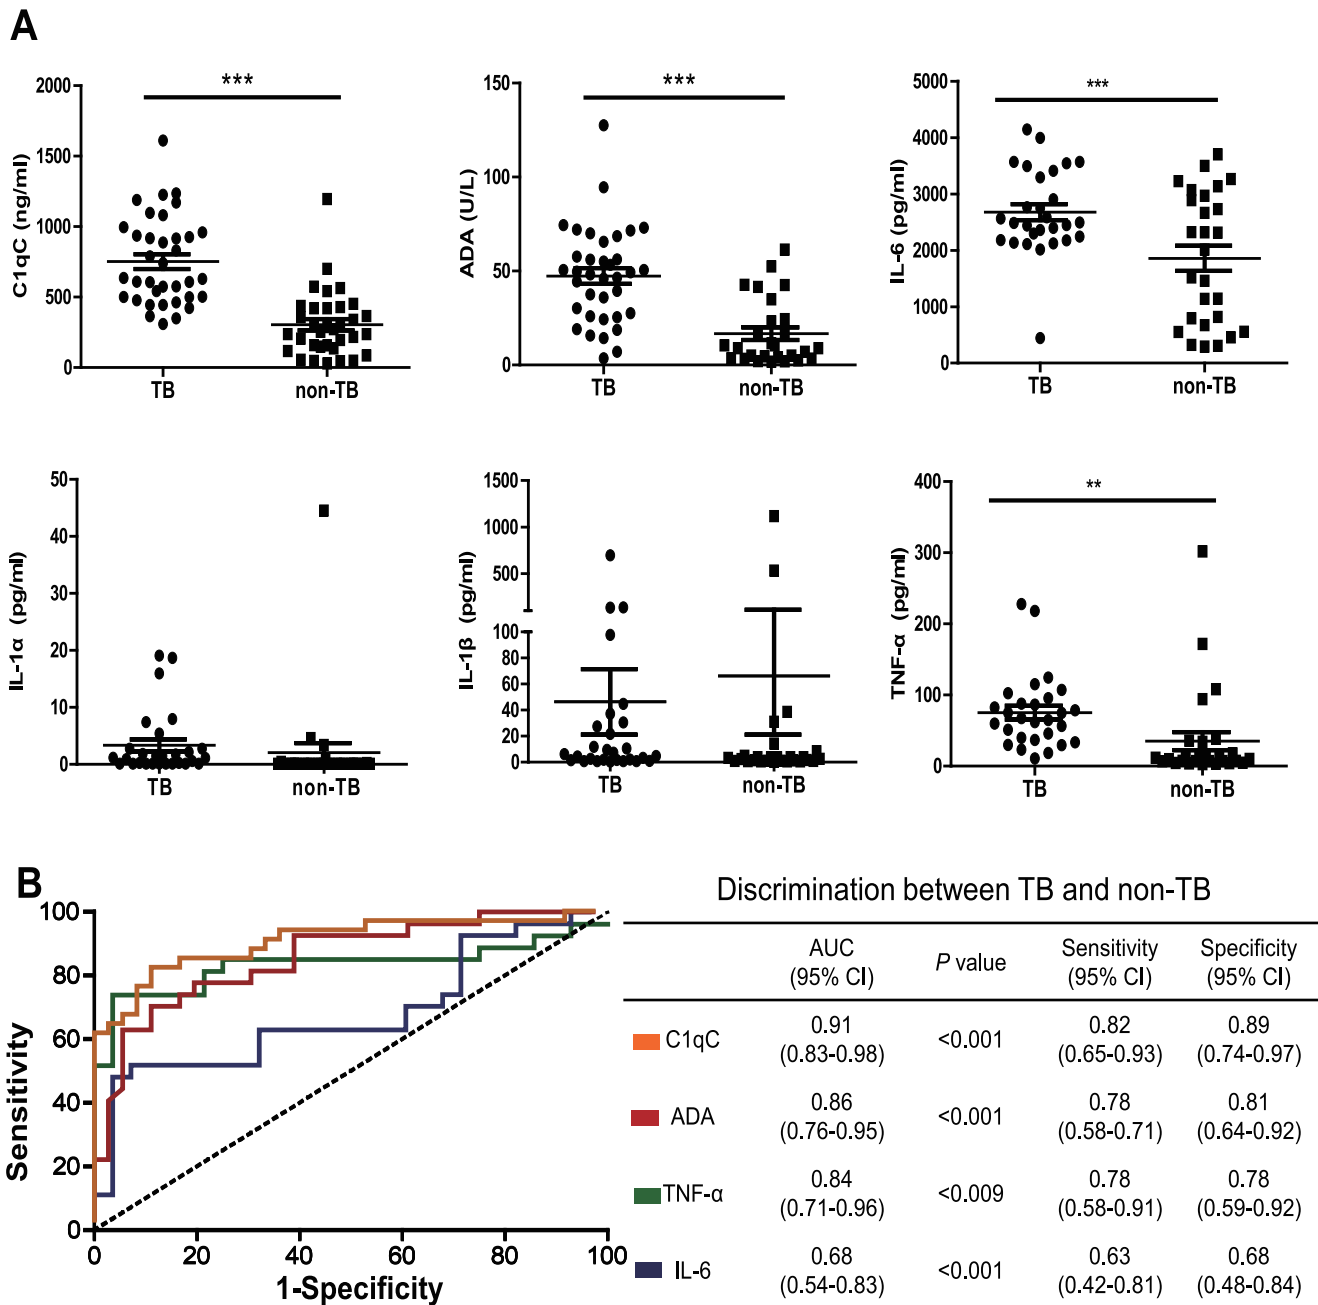 A
***
C1qC (ng/ml)
2000
1500
1000
500
0
TB
non-TB
***
ADA (U/L)
150
100
50
0
TB
non-TB
***
IL-6 (pg/ml)
5000
4000
3000
2000
1000
0
TB
non-TB
IL-1α (pg/ml)
50
40
30
20
10
0
TB
non-TB
IL-1β (pg/ml)
1500
1000
500
100
80
60
40
20
0
TB
non-TB
**
TNF-α (pg/ml)
400
300
200
100
0
TB
non-TB
B
Sensitivity
100
80
60
40
20
0
0
20
40
60
80
100
1-Specificity
Discrimination between TB and non-TB
AUC P value Sensitivity Specificity
(95% CI) (95% CI) (95% CI)
C1qC 0.91 <0.001 0.82 0.89
(0.83-0.98) (0.65-0.93) (0.74-0.97)
ADA 0.86 <0.001 0.78 0.81
(0.76-0.95) (0.58-0.71) (0.64-0.92)
TNF-α 0.84 <0.009 0.78 0.78
(0.71-0.96) (0.58-0.91) (0.59-0.92)
IL-6 0.68 <0.001 0.63 0.68
(0.54-0.83) (0.42-0.81) (0.48-0.84)